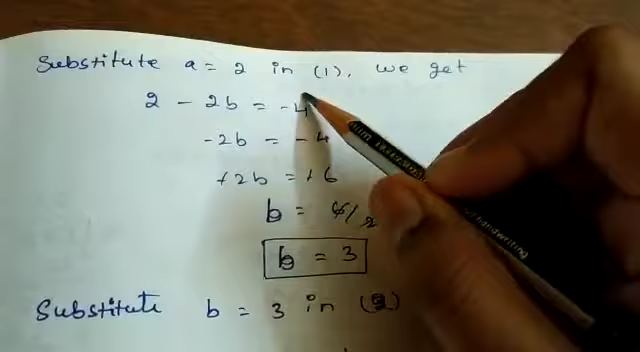 Substitute a = 2 in (1), we get
2 - 2b = -4
-2b = -4
+2b = +6
b = 6/2
b = 3
Substitute b = 3 in (2)